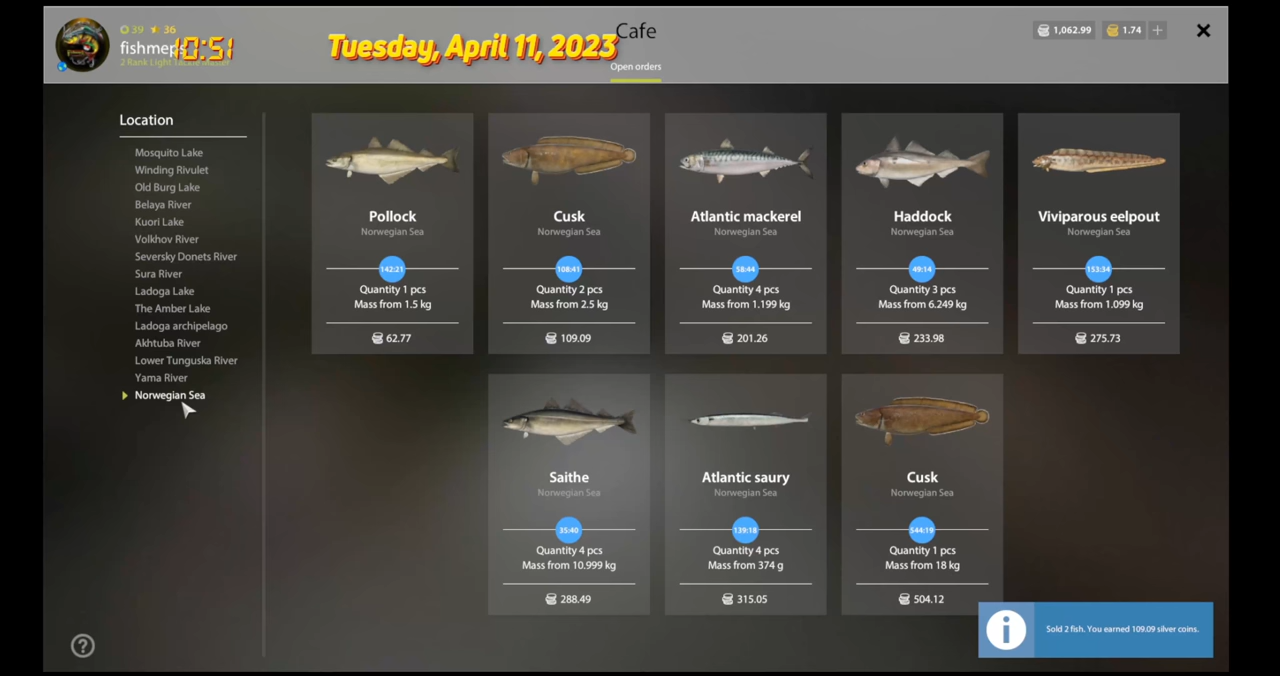 39 36
fishmeps
10:51
2 Rank Light Tackle Master
Tuesday, April 11, 2023
Cafe
Open orders
1,062.99
1.74
Location
Mosquito Lake
Winding Rivulet
Old Burg Lake
Belaya River
Kuori Lake
Volkhov River
Seversky Donets River
Sura River
Ladoga Lake
The Amber Lake
Ladoga archipelago
Akhtuba River
Lower Tunguska River
Yama River
Norwegian Sea
Pollock
Norwegian Sea
142:21
Quantity 1 pcs
Mass from 1.5 kg
62.77
Cusk
Norwegian Sea
108:41
Quantity 2 pcs
Mass from 2.5 kg
109.09
Atlantic mackerel
Norwegian Sea
58:44
Quantity 4 pcs
Mass from 1.199 kg
201.26
Haddock
Norwegian Sea
49:14
Quantity 3 pcs
Mass from 6.249 kg
233.98
Viviparous eelpout
Norwegian Sea
153:34
Quantity 1 pcs
Mass from 1.099 kg
275.73
Saithe
Norwegian Sea
35:40
Quantity 4 pcs
Mass from 10.999 kg
288.49
Atlantic saury
Norwegian Sea
139:18
Quantity 4 pcs
Mass from 374 g
315.05
Cusk
Norwegian Sea
544:19
Quantity 1 pcs
Mass from 18 kg
504.12
Sold 2 fish. You earned 109.09 silver coins.